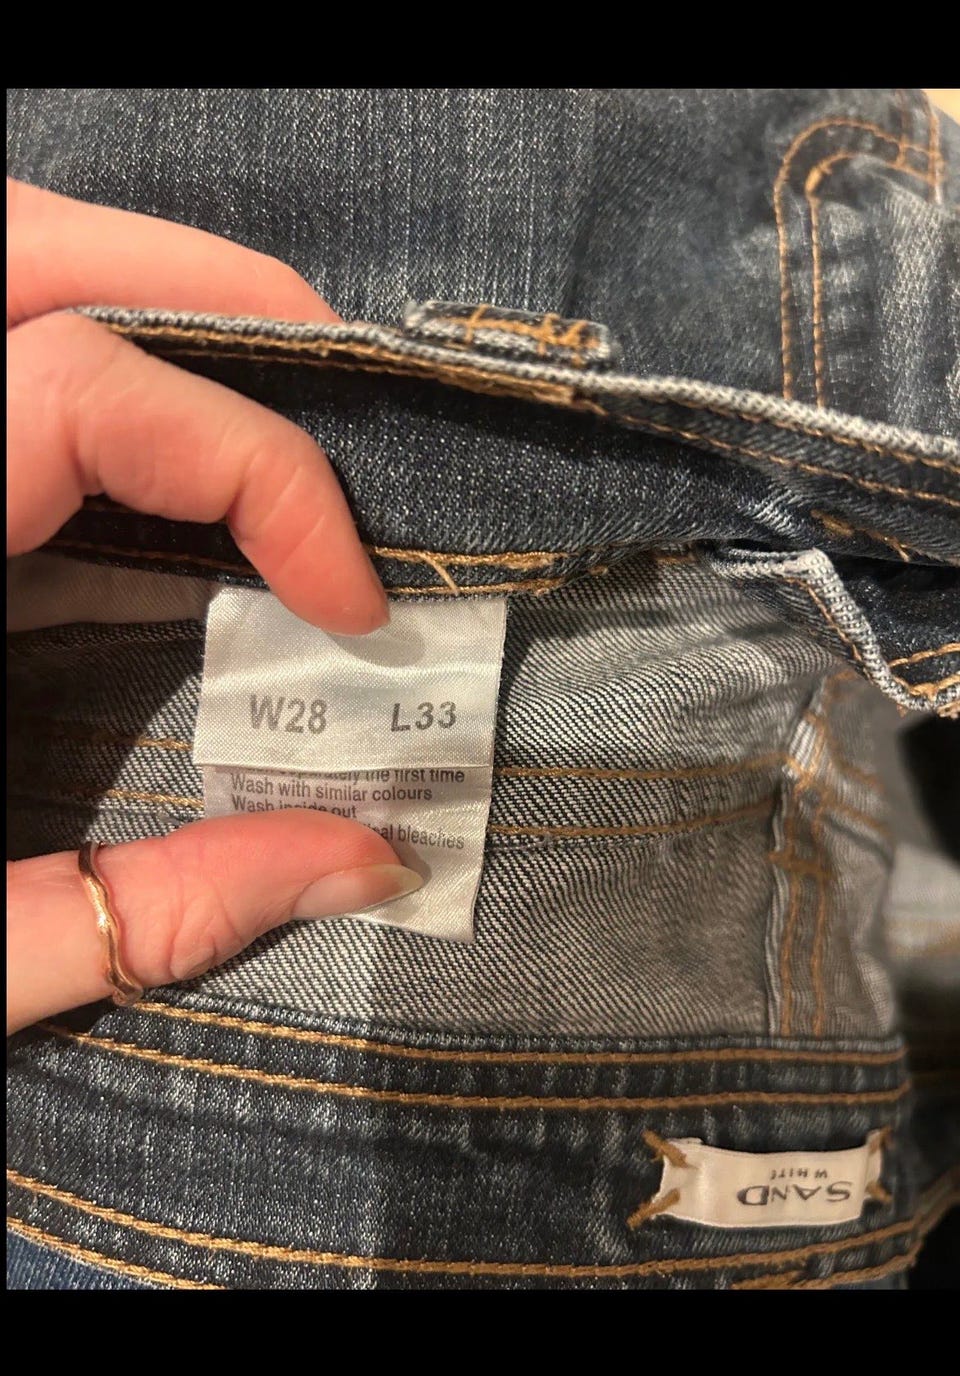 W28 L33
the first time
Wash with similar colours
Wash inside out
bleaches
SAND
WHITE